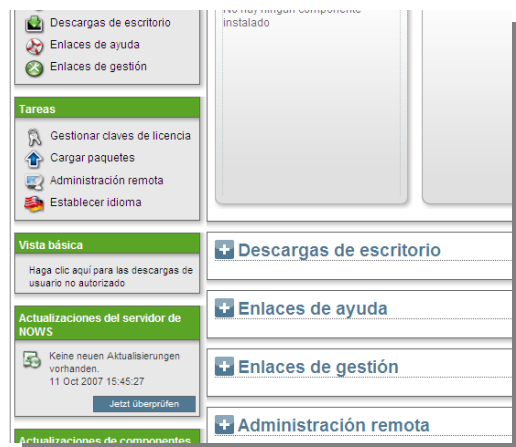 Descargas de escritorio
Enlaces de ayuda
Enlaces de gestión
Tareas
Gestionar claves de licencia
Cargar paquetes
Administración remota
Establecer idioma
Vista básica
Haga clic aquí para las descargas de
usuario no autorizado
Actualizaciones del servidor de
NOWS
Keine neuen Aktualisierungen
vorhanden.
11 Oct 2007 15:45:27
Jetzt überprüfen
Actualizaciones de componentes
No hay ningún componente
instalado
Descargas de escritorio
Enlaces de ayuda
Enlaces de gestión
Administración remota